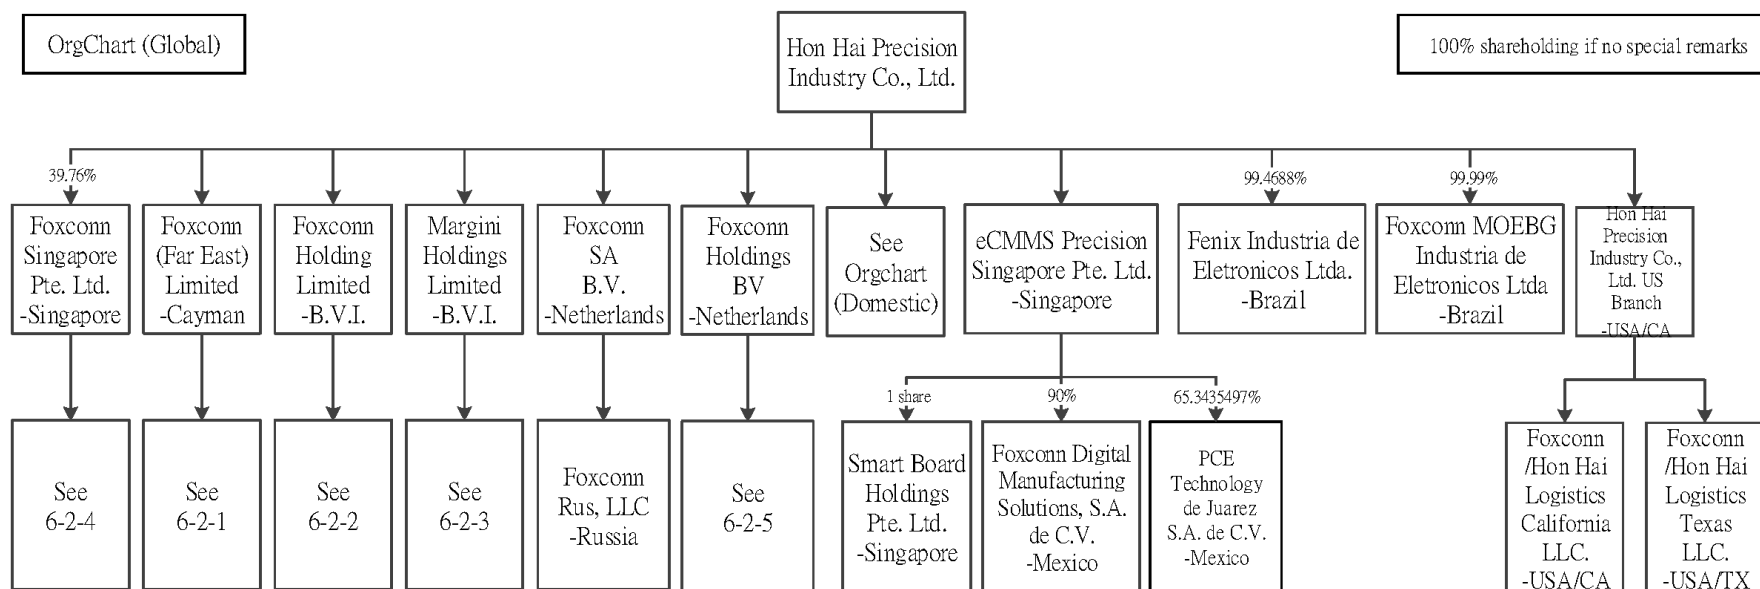 OrgChart (Global)
Hon Hai Precision
Industry Co., Ltd.
100% shareholding if no special remarks
39.76%
99.4688%
99.99%
Foxconn
Singapore
Pte. Ltd.
-Singapore
Foxconn
(Far East)
Limited
-Cayman
Foxconn
Holding
Limited
-B.V.I.
Margini
Holdings
Limited
-B.V.I.
Foxconn
SA
B.V.
-Netherlands
Foxconn
Holdings
BV
-Netherlands
See
Orgchart
(Domestic)
eCMMS Precision
Singapore Pte. Ltd.
-Singapore
Fenix Industria de
Eletronicos Ltda.
-Brazil
Foxconn MOEBG
Industria de
Eletronicos Ltda
-Brazil
Hon Hai
Precision
Industry Co.,
Ltd. US
Branch
-USA/CA
1 share
90%
65.3435497%
See
6-2-4
See
6-2-1
See
6-2-2
See
6-2-3
Foxconn
Rus, LLC
-Russia
See
6-2-5
Smart Board
Holdings
Pte. Ltd.
-Singapore
Foxconn Digital
Manufacturing
Solutions, S.A.
de C.V.
-Mexico
PCE
Technology
de Juarez
S.A. de C.V.
-Mexico
Foxconn
/Hon Hai
Logistics
California
LLC.
-USA/CA
Foxconn
/Hon Hai
Logistics
Texas
LLC.
-USA/TX